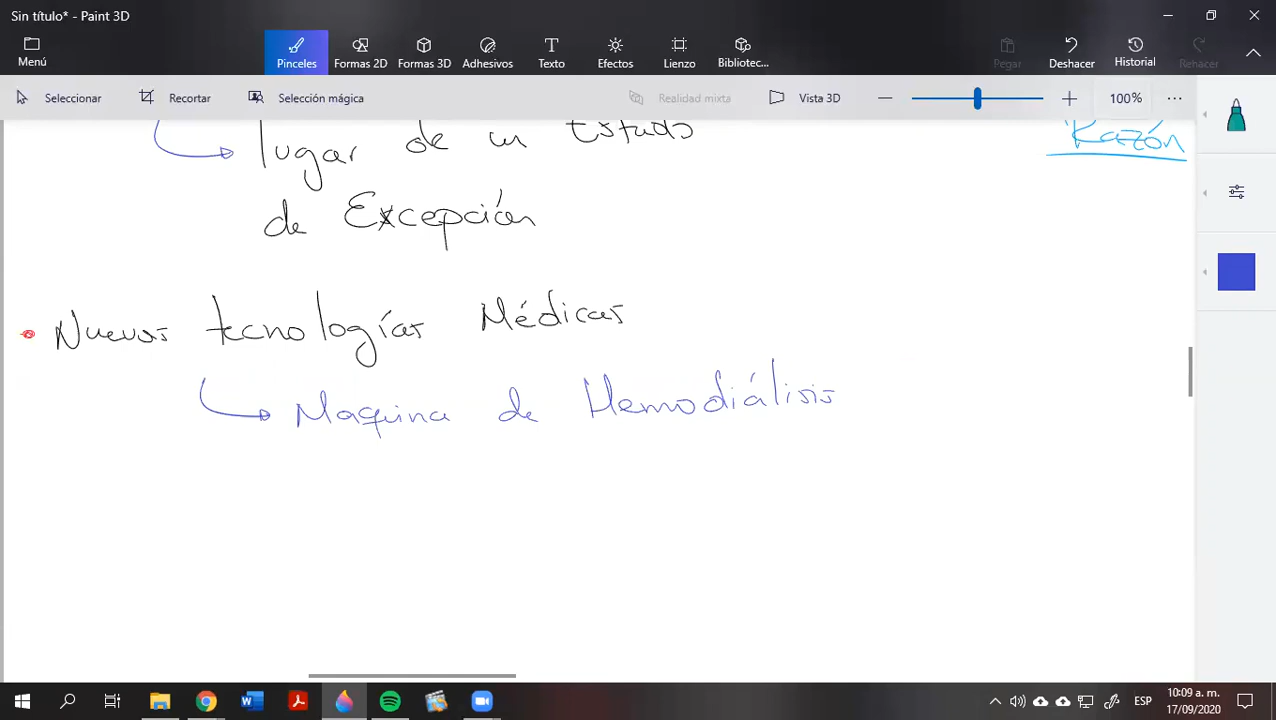 Sin título* - Paint 3D
Menú
Pinceles
Formas 2D
Formas 3D
Adhesivos
Texto
Efectos
Lienzo
Bibliotec...
Pegar
Deshacer
Historial
Rehacer
Seleccionar
Recortar
Selección mágica
Realidad mixta
Vista 3D
100%
lugar de un Estudo
Razón
de Excepción
Nuevas tecnologías Médicas
Maquina de Hemodiálisis
ESP
10:09 a. m.
17/09/2020